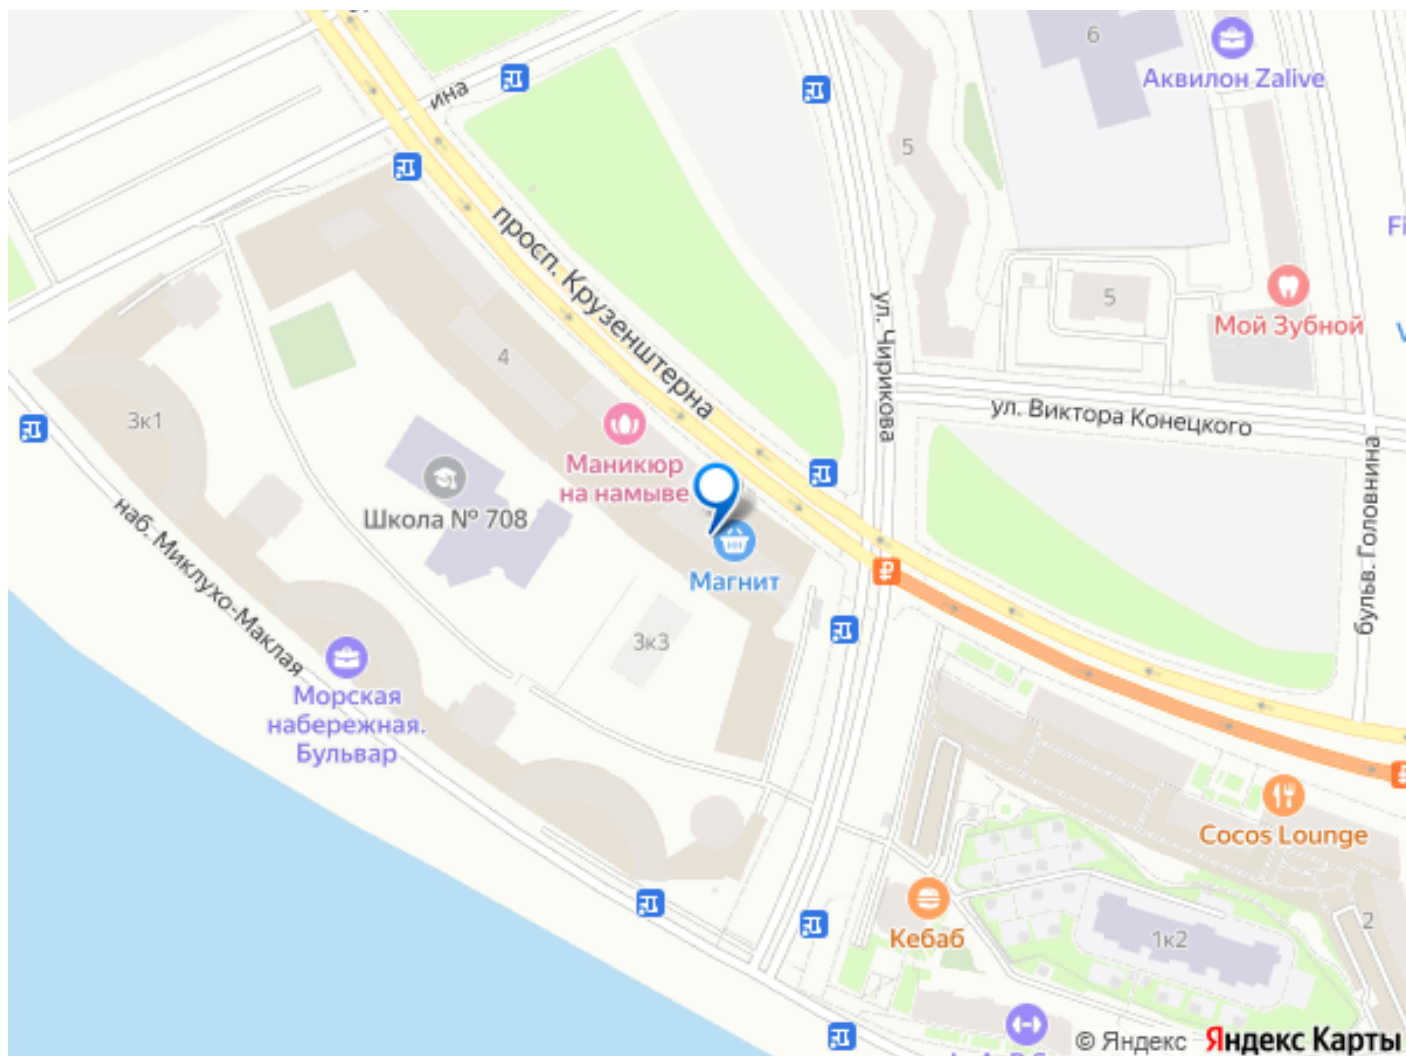 6
Аквилон Zalive
ина
5
просп. Крузенштерна
Fi
5
Мой Зубной
ул. Чирикова
V
4
3к1
ул. Виктора Конецкого
Маникюр
на намыве
Школа № 708
бульв. Головнина
наб. Миклухо-Маклая
Магнит
3к3
Морская
набережная.
Бульвар
Cocos Lounge
Кебаб
1к2
2
© Яндекс Яндекс Карты